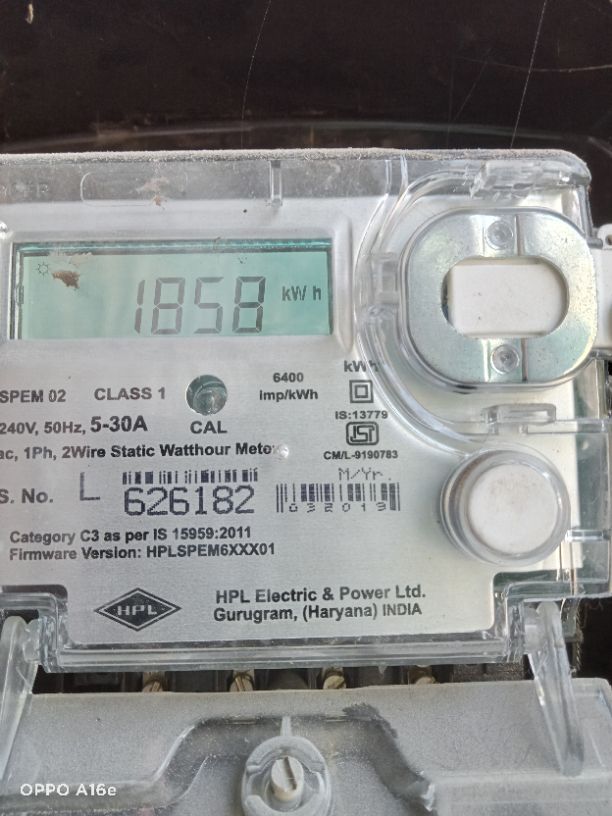 1858 kW h
SPEM 02 CLASS 1
6400
imp/kWh
kWh
240V, 50Hz, 5-30A
CAL
IS:13779
CM/L-9190783
ac, 1Ph, 2Wire Static Watthour Meter
M/Yr.
S. No. L 626182
032019
Category C3 as per IS 15959:2011
Firmware Version: HPLSPEM6XXX01
HPL
HPL Electric & Power Ltd.
Gurugram, (Haryana) INDIA
OPPO A16e